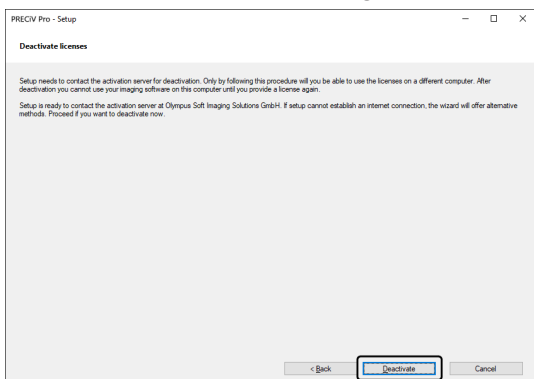 PRECiV Pro - Setup
Deactivate licenses
Setup needs to contact the activation server for deactivation. Only by following this procedure will you be able to use the licenses on a different computer. After
deactivation you cannot use your imaging software on this computer until you provide a license again.
Setup is ready to contact the activation server at Olympus Soft Imaging Solutions GmbH. If setup cannot establish an internet connection, the wizard will offer alternative
methods. Proceed if you want to deactivate now.
< Back Deactivate Cancel